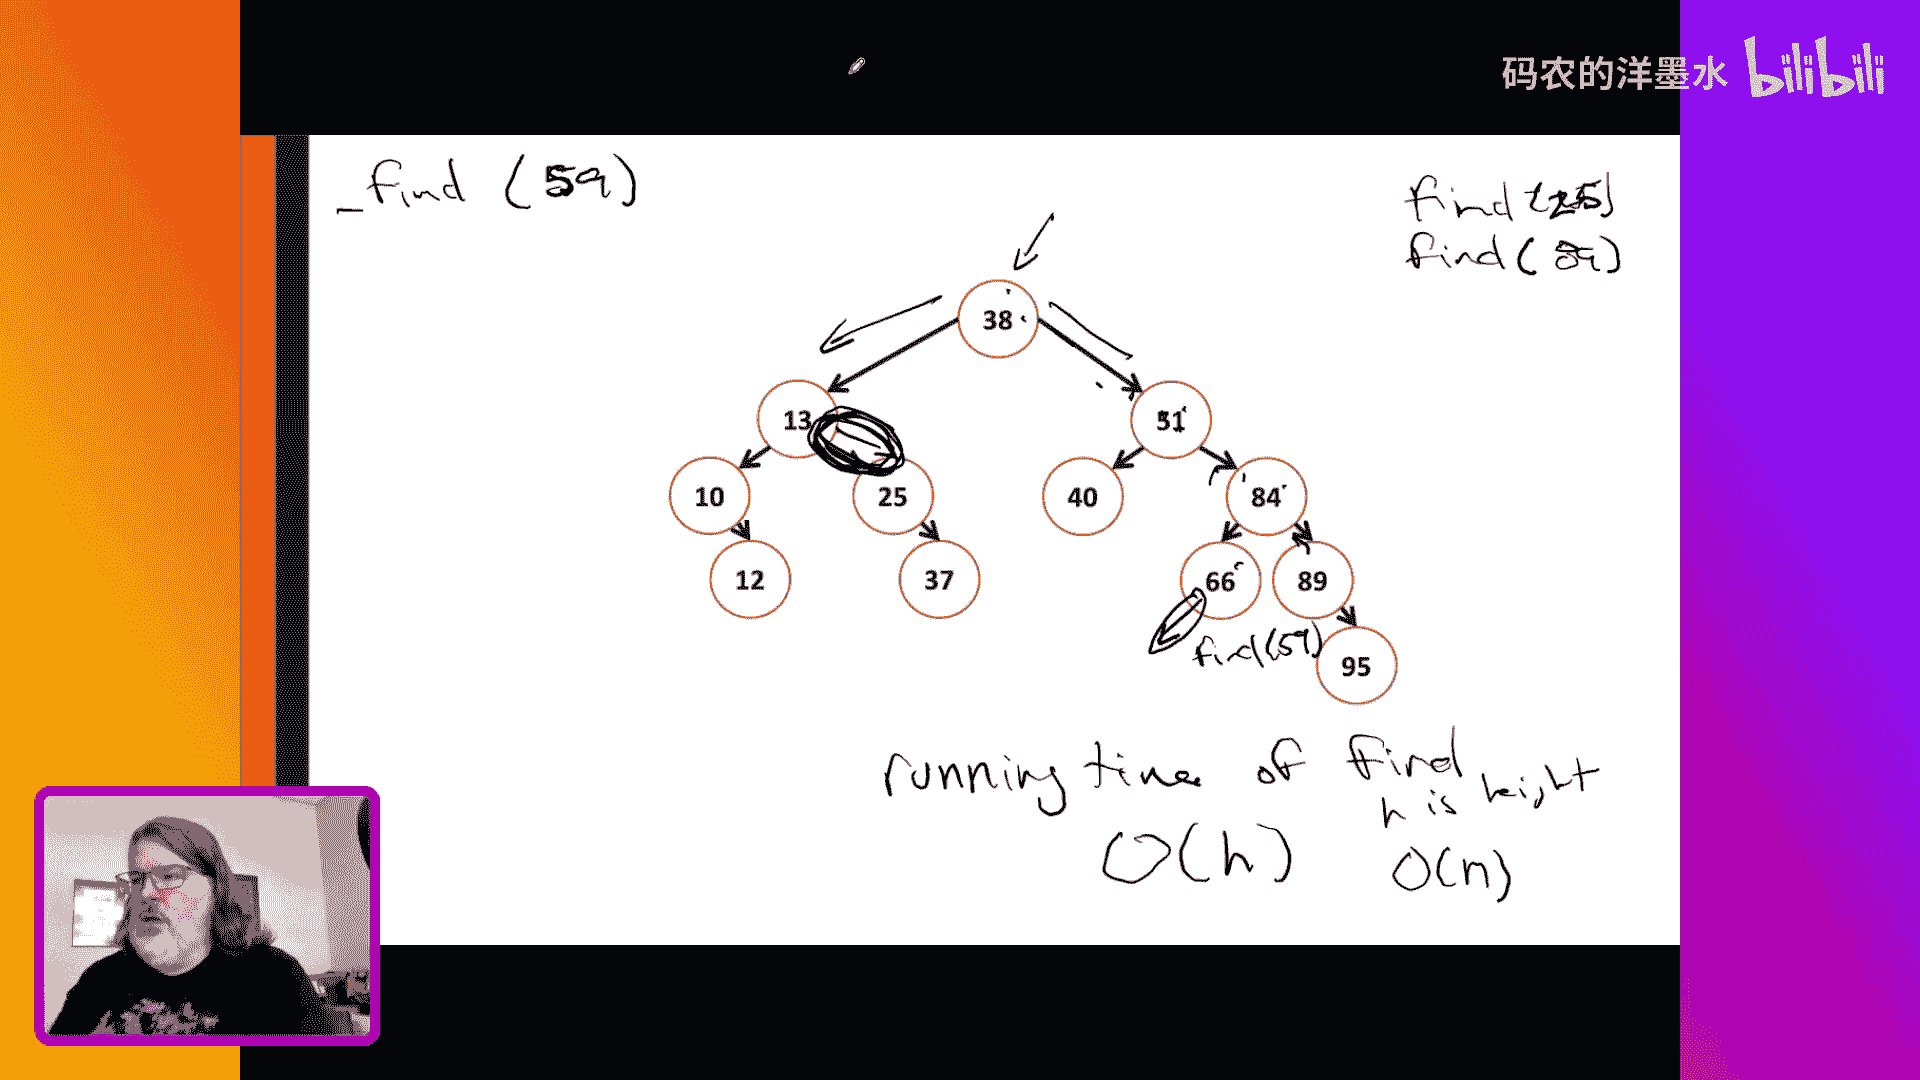 码农的洋墨水 bilibili
_find (59)
find (25)
find (59)
38
13
51
10
25
40
84
12
37
66
89
find(59)
95
running time of find
h is height
O(h)
O(n)